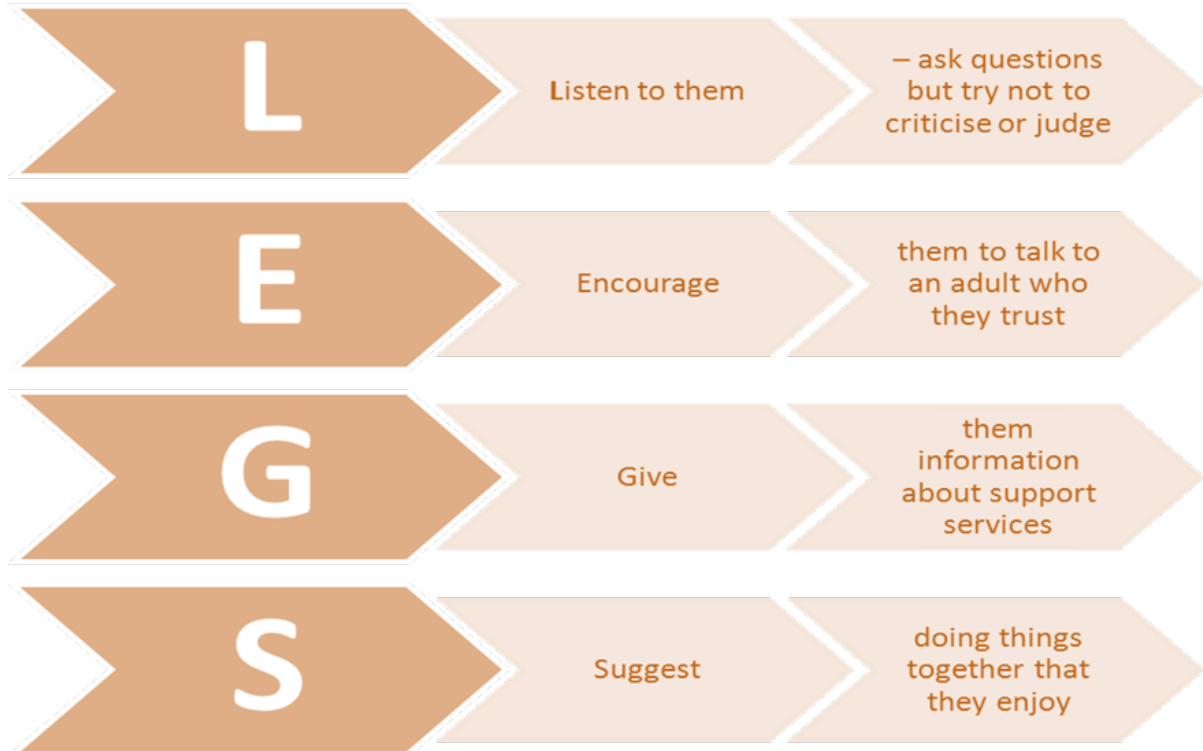 L
Listen to them
– ask questions
but try not to
criticise or judge
E
Encourage
them to talk to
an adult who
they trust
G
Give
them
information
about support
services
S
Suggest
doing things
together that
they enjoy